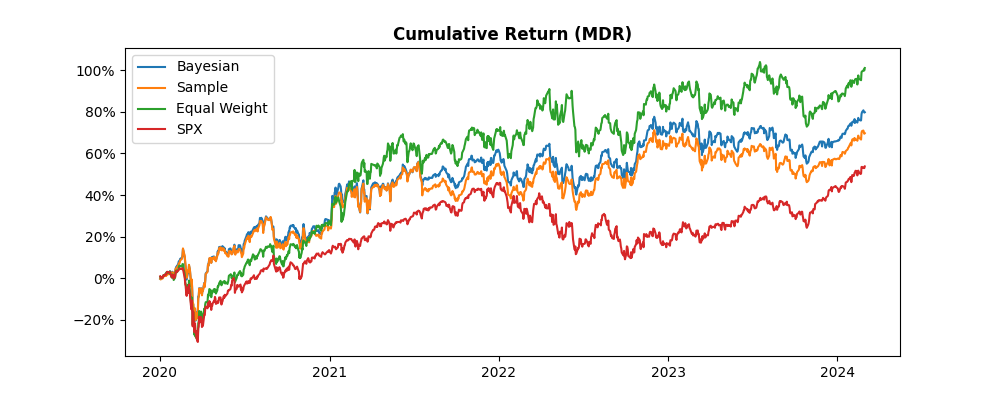 Cumulative Return (MDR)
Bayesian
Sample
Equal Weight
SPX
100%
80%
60%
40%
20%
0%
−20%
2020 2021 2022 2023 2024